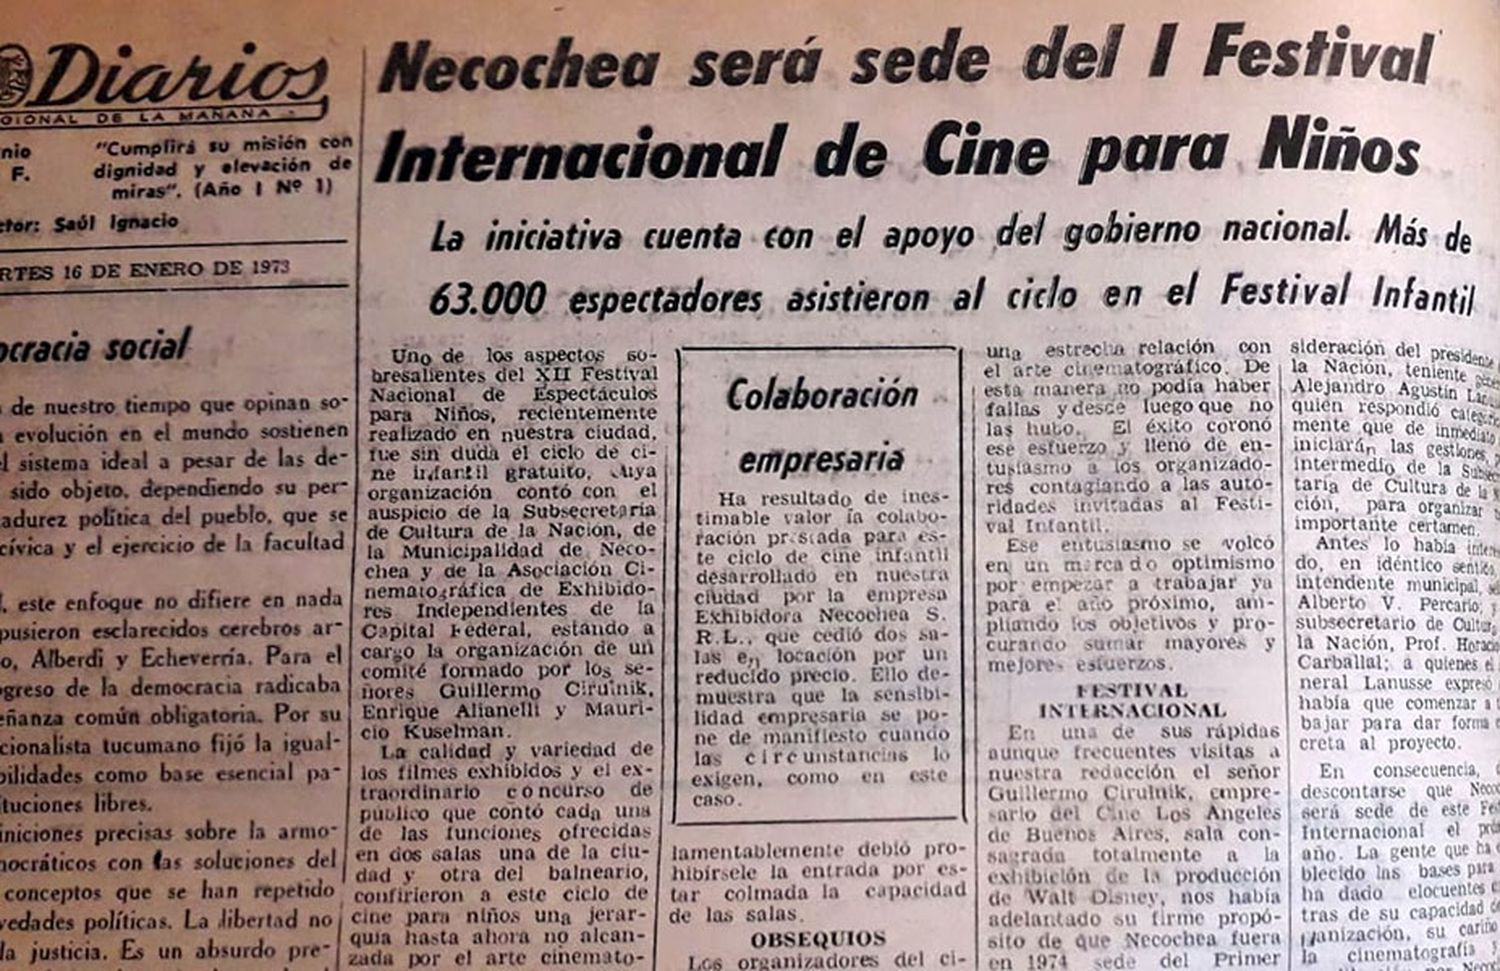 Diarios
DE LA MAÑANA
nio
F.
"Cumplirá su misión con
dignidad y elevación de
miras". (Año I Nº 1)
ctor: Saúl Ignacio
RTES 16 DE ENERO DE 1973
ocracia social
de nuestro tiempo que opinan so-
evolución en el mundo sostienen
el sistema ideal a pesar de las de-
sido objeto, dependiendo su per-
adurez política del pueblo, que se
cívica y el ejercicio de la facultad
, este enfoque no difiere en nada
pusieron esclarecidos cerebros ar-
o, Alberdi y Echeverría. Para el
ogreso de la democracia radicaba
eñanza común obligatoria. Por su
cionalista tucumano fijó la igual-
bilidades como base esencial pa-
ituciones libres.
iniciones precisas sobre la armo-
mocráticos con las soluciones del
conceptos que se han repetido
vedades políticas. La libertad no
la justicia. Es un absurdo pre-
Necochea será sede del I Festival
Internacional de Cine para Niños
La iniciativa cuenta con el apoyo del gobierno nacional. Más de
63.000 espectadores asistieron al ciclo en el Festival Infantil
Uno de los aspectos so-
bresalientes del XII Festival
Nacional de Espectáculos
para Niños, recientemente
realizado en nuestra ciudad,
fue sin duda el ciclo de ci-
ne infantil gratuito, cuya
organización contó con el
auspicio de la Subsecretaría
de Cultura de la Nación, de
la Municipalidad de Neco-
chea y de la Asociación Ci-
nematográfica de Exhibido-
res Independientes de la
Capital Federal, estando a
cargo la organización de un
comité formado por los se-
ñores Guillermo Cirulnik,
Enrique Alianelli y Mauri-
cio Kuselman.
La calidad y variedad de
los filmes exhibidos y el ex-
traordinario concurso de
público que contó cada una
de las funciones ofrecidas
en dos salas una de la ciu-
dad y otra del balneario,
confirieron a este ciclo de
cine para niños una jerar-
quía hasta ahora no alcan-
zada por el arte cinemato-
Colaboración
empresaria
Ha resultado de ines-
timable valor la colabo-
ración prestada para es-
te ciclo de cine infantil
desarrollado en nuestra
ciudad por la empresa
Exhibidora Necochea S.
R.L., que cedió dos sa-
las en locación por un
reducido precio. Ello de-
muestra que la sensibi-
lidad empresaria se po-
ne de manifiesto cuando
las circunstancias lo
exigen, como en este
caso.
lamentablemente debió pro-
hibírsele la entrada por es-
tar colmada la capacidad
de las salas.
OBSEQUIOS
Los organizadores del ci-
una estrecha relación con
el arte cinematográfico. De
esta manera no podía haber
fallas y desde luego que no
las hubo. El éxito coronó
ese esfuerzo y llenó de en-
tusiasmo a los organizado-
res contagiando a las auto-
ridades invitadas al Festi-
val Infantil.
Ese entusiasmo se volcó
en un marcado optimismo
por empezar a trabajar ya
para el año próximo, am-
pliando los objetivos y pro-
curando sumar mayores y
mejores esfuerzos.
FESTIVAL
INTERNACIONAL
En una de sus rápidas
aunque frecuentes visitas a
nuestra redacción el señor
Guillermo Cirulnik, empre-
sario del Cine Los Angeles
de Buenos Aires, sala con-
sagrada totalmente a la
exhibición de la producción
de Walt Disney, nos había
adelantado su firme propó-
sito de que Necochea fuera
en 1974 sede del Primer
sideración del presidente
la Nación, teniente
Alejandro Agustín
quien respondió
mente que de inmediato
iniciarán las gestiones,
intermedio de la
taría de Cultura de la
ción, para organizar
importante certamen.
Antes lo había
do, en idéntico sentido,
intendente municipal,
Alberto V. Percario; y
subsecretario de
la Nación, Prof. Horacio
Carballal; a quienes el
neral Lanusse expresó
había que comenzar a
bajar para dar forma
creta al proyecto.
En consecuencia,
descontarse que
será sede de este
Internacional el
año. La gente que ha
blecido las bases para
ha dado elocuentes
tras de su capacidad
ganización, su cariño
la cinematografía y